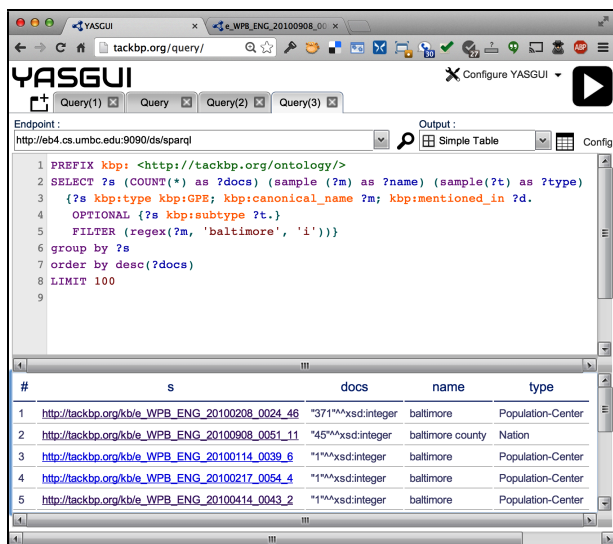 YASGUI
e_WPB_ENG_20100908_00
tackbp.org/query/
YASGUI
Configure YASGUI
Query(1) Query Query(2) Query(3)
Endpoint : Output :
http://eb4.cs.umbc.edu:9090/ds/sparql Simple Table Config
1 PREFIX kbp: <http://tackbp.org/ontology/>
2 SELECT ?s (COUNT(*) as ?docs) (sample (?m) as ?name) (sample(?t) as ?type)
3 {?s kbp:type kbp:GPE; kbp:canonical_name ?m; kbp:mentioned_in ?d.
4 OPTIONAL {?s kbp:subtype ?t.}
5 FILTER (regex(?m, 'baltimore', 'i'))}
6 group by ?s
7 order by desc(?docs)
8 LIMIT 100
9
# s docs name type
1 http://tackbp.org/kb/e_WPB_ENG_20100208_0024_46 "371"^^xsd:integer baltimore Population-Center
2 http://tackbp.org/kb/e_WPB_ENG_20100908_0051_11 "45"^^xsd:integer baltimore county Nation
3 http://tackbp.org/kb/e_WPB_ENG_20100114_0039_6 "1"^^xsd:integer baltimore Population-Center
4 http://tackbp.org/kb/e_WPB_ENG_20100217_0054_4 "1"^^xsd:integer baltimore Population-Center
5 http://tackbp.org/kb/e_WPB_ENG_20100414_0043_2 "1"^^xsd:integer baltimore Population-Center